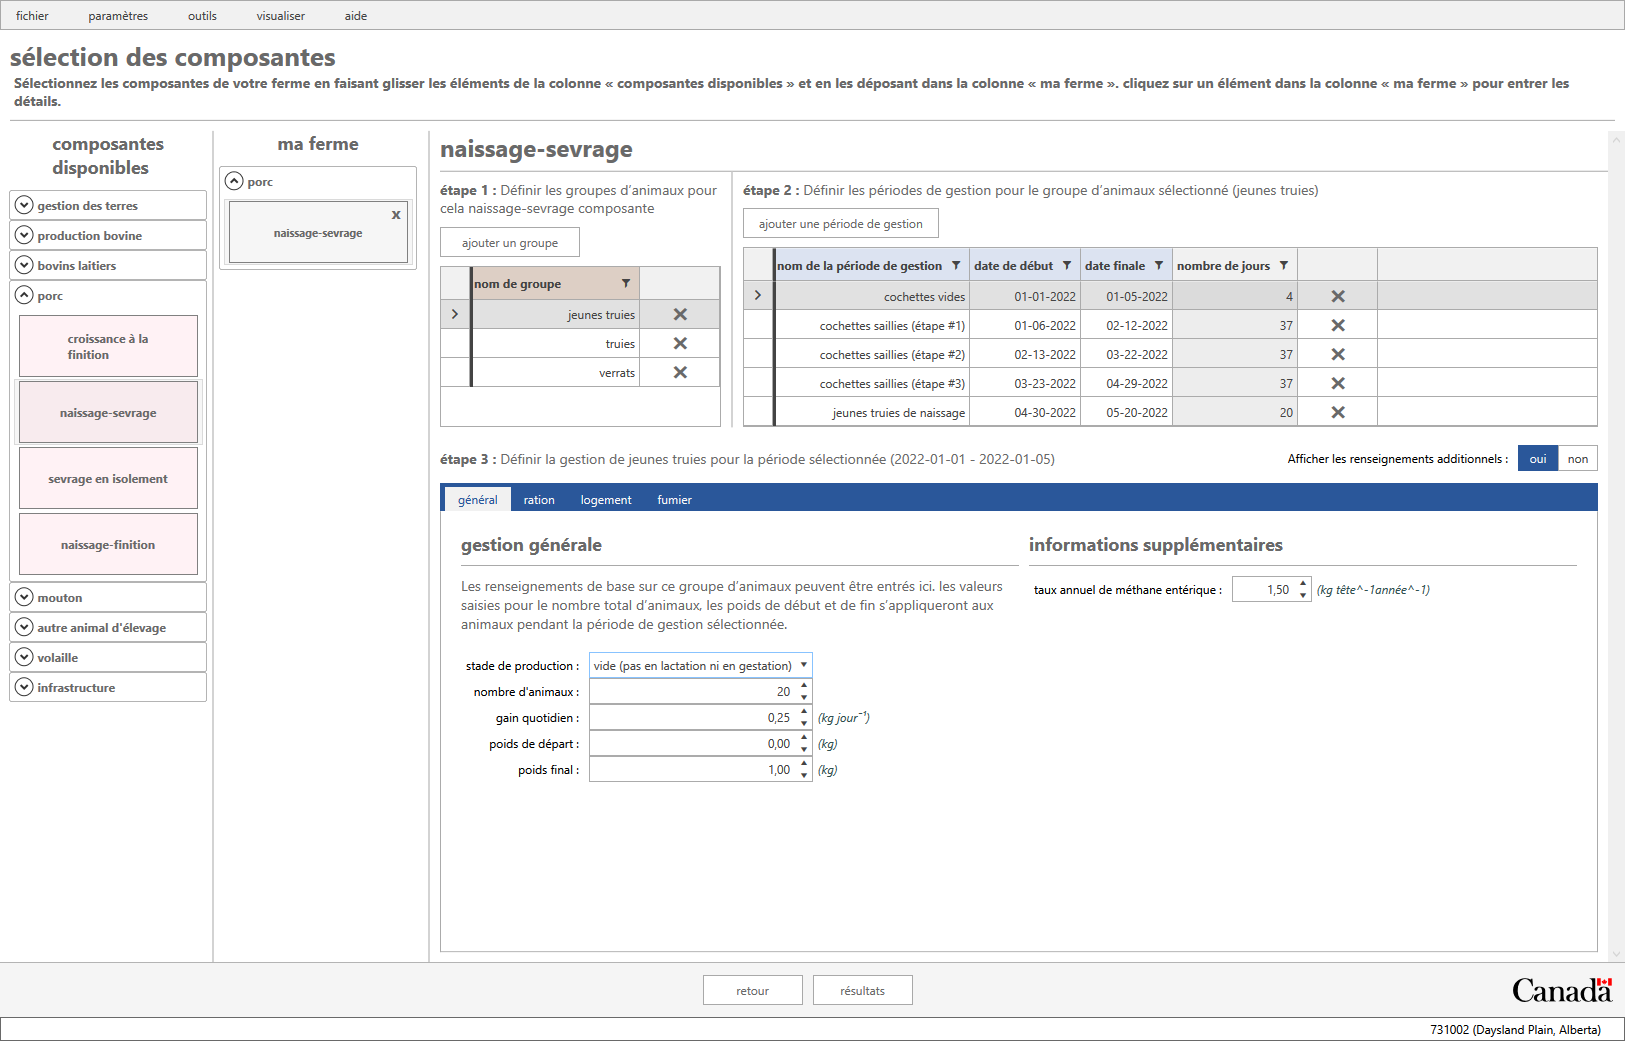 fichier paramètres outils visualiser aide
sélection des composantes
Sélectionnez les composantes de votre ferme en faisant glisser les éléments de la colonne « composantes disponibles » et en les déposant dans la colonne « ma ferme ». cliquez sur un élément dans la colonne « ma ferme » pour entrer les
détails.
composantes
disponibles
gestion des terres
production bovine
bovins laitiers
porc
croissance à la
finition
naissage-sevrage
sevrage en isolement
naissage-finition
mouton
autre animal d'élevage
volaille
infrastructure
ma ferme
porc
x
naissage-sevrage
naissage-sevrage
étape 1 : Définir les groupes d’animaux pour
cela naissage-sevrage composante
ajouter un groupe
nom de groupe
jeunes truies
truies
verrats
étape 2 : Définir les périodes de gestion pour le groupe d’animaux sélectionné (jeunes truies)
ajouter une période de gestion
nom de la période de gestion date de début date finale nombre de jours
cochettes vides 01-01-2022 01-05-2022 4
cochettes saillies (étape #1) 01-06-2022 02-12-2022 37
cochettes saillies (étape #2) 02-13-2022 03-22-2022 37
cochettes saillies (étape #3) 03-23-2022 04-29-2022 37
jeunes truies de naissage 04-30-2022 05-20-2022 20
étape 3 : Définir la gestion de jeunes truies pour la période sélectionnée (2022-01-01 - 2022-01-05)
Afficher les renseignements additionnels : oui non
général ration logement fumier
gestion générale
Les renseignements de base sur ce groupe d’animaux peuvent être entrés ici. les valeurs
saisies pour le nombre total d’animaux, les poids de début et de fin s’appliqueront aux
animaux pendant la période de gestion sélectionnée.
stade de production : vide (pas en lactation ni en gestation)
nombre d'animaux : 20
gain quotidien : 0,25 (kg jour⁻¹)
poids de départ : 0,00 (kg)
poids final : 1,00 (kg)
informations supplémentaires
taux annuel de méthane entérique : 1,50 (kg tête^-1année^-1)
retour résultats
Canada
731002 (Daysland Plain, Alberta)